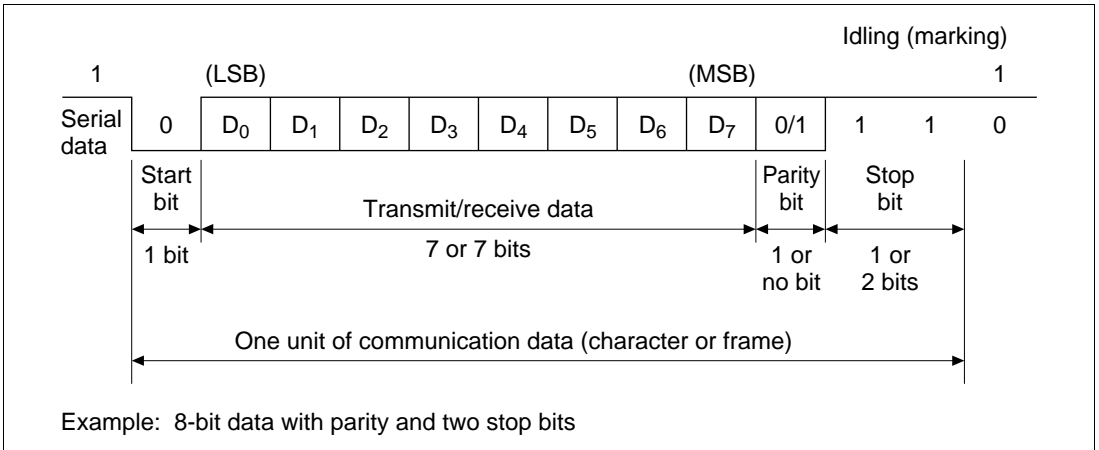 Idling (marking)
1 (LSB) (MSB) 1
Serial data 0 D₀ D₁ D₂ D₃ D₄ D₅ D₆ D₇ 0/1 1 1 0
Start bit
Transmit/receive data
Parity bit
Stop bit
1 bit
7 or 7 bits
1 or no bit
1 or 2 bits
One unit of communication data (character or frame)
Example: 8-bit data with parity and two stop bits